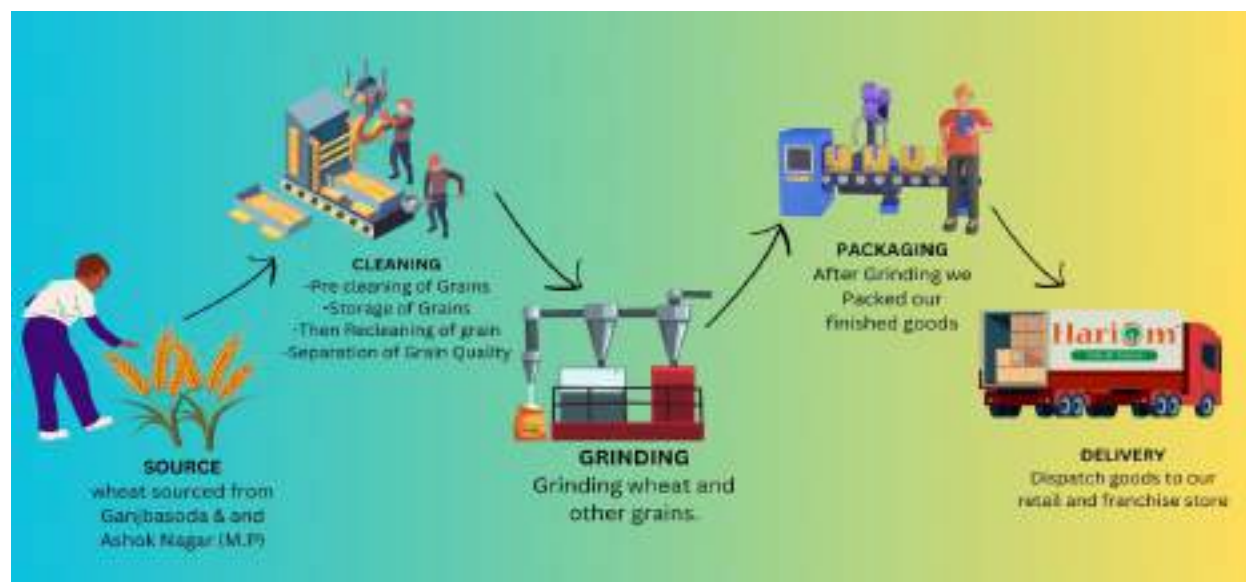 SOURCE
wheat sourced from
Ganjbasoda & and
Ashok Nagar (M.P)
CLEANING
-Pre cleaning of Grains
-Storage of Grains
-Then Recleaning of grain
-Separation of Grain Quality
GRINDING
Grinding wheat and
other grains.
PACKAGING
After Grinding we
Packed our
finished goods
Hariom
DELIVERY
Dispatch goods to our
retail and franchise store